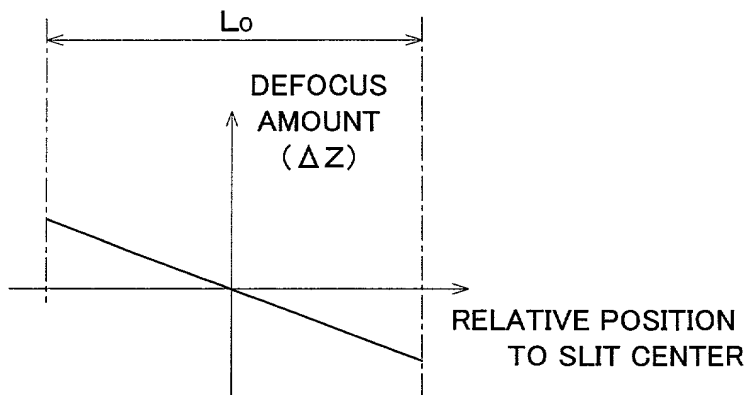 Lo
DEFOCUS
AMOUNT
(ΔZ)
RELATIVE POSITION
TO SLIT CENTER